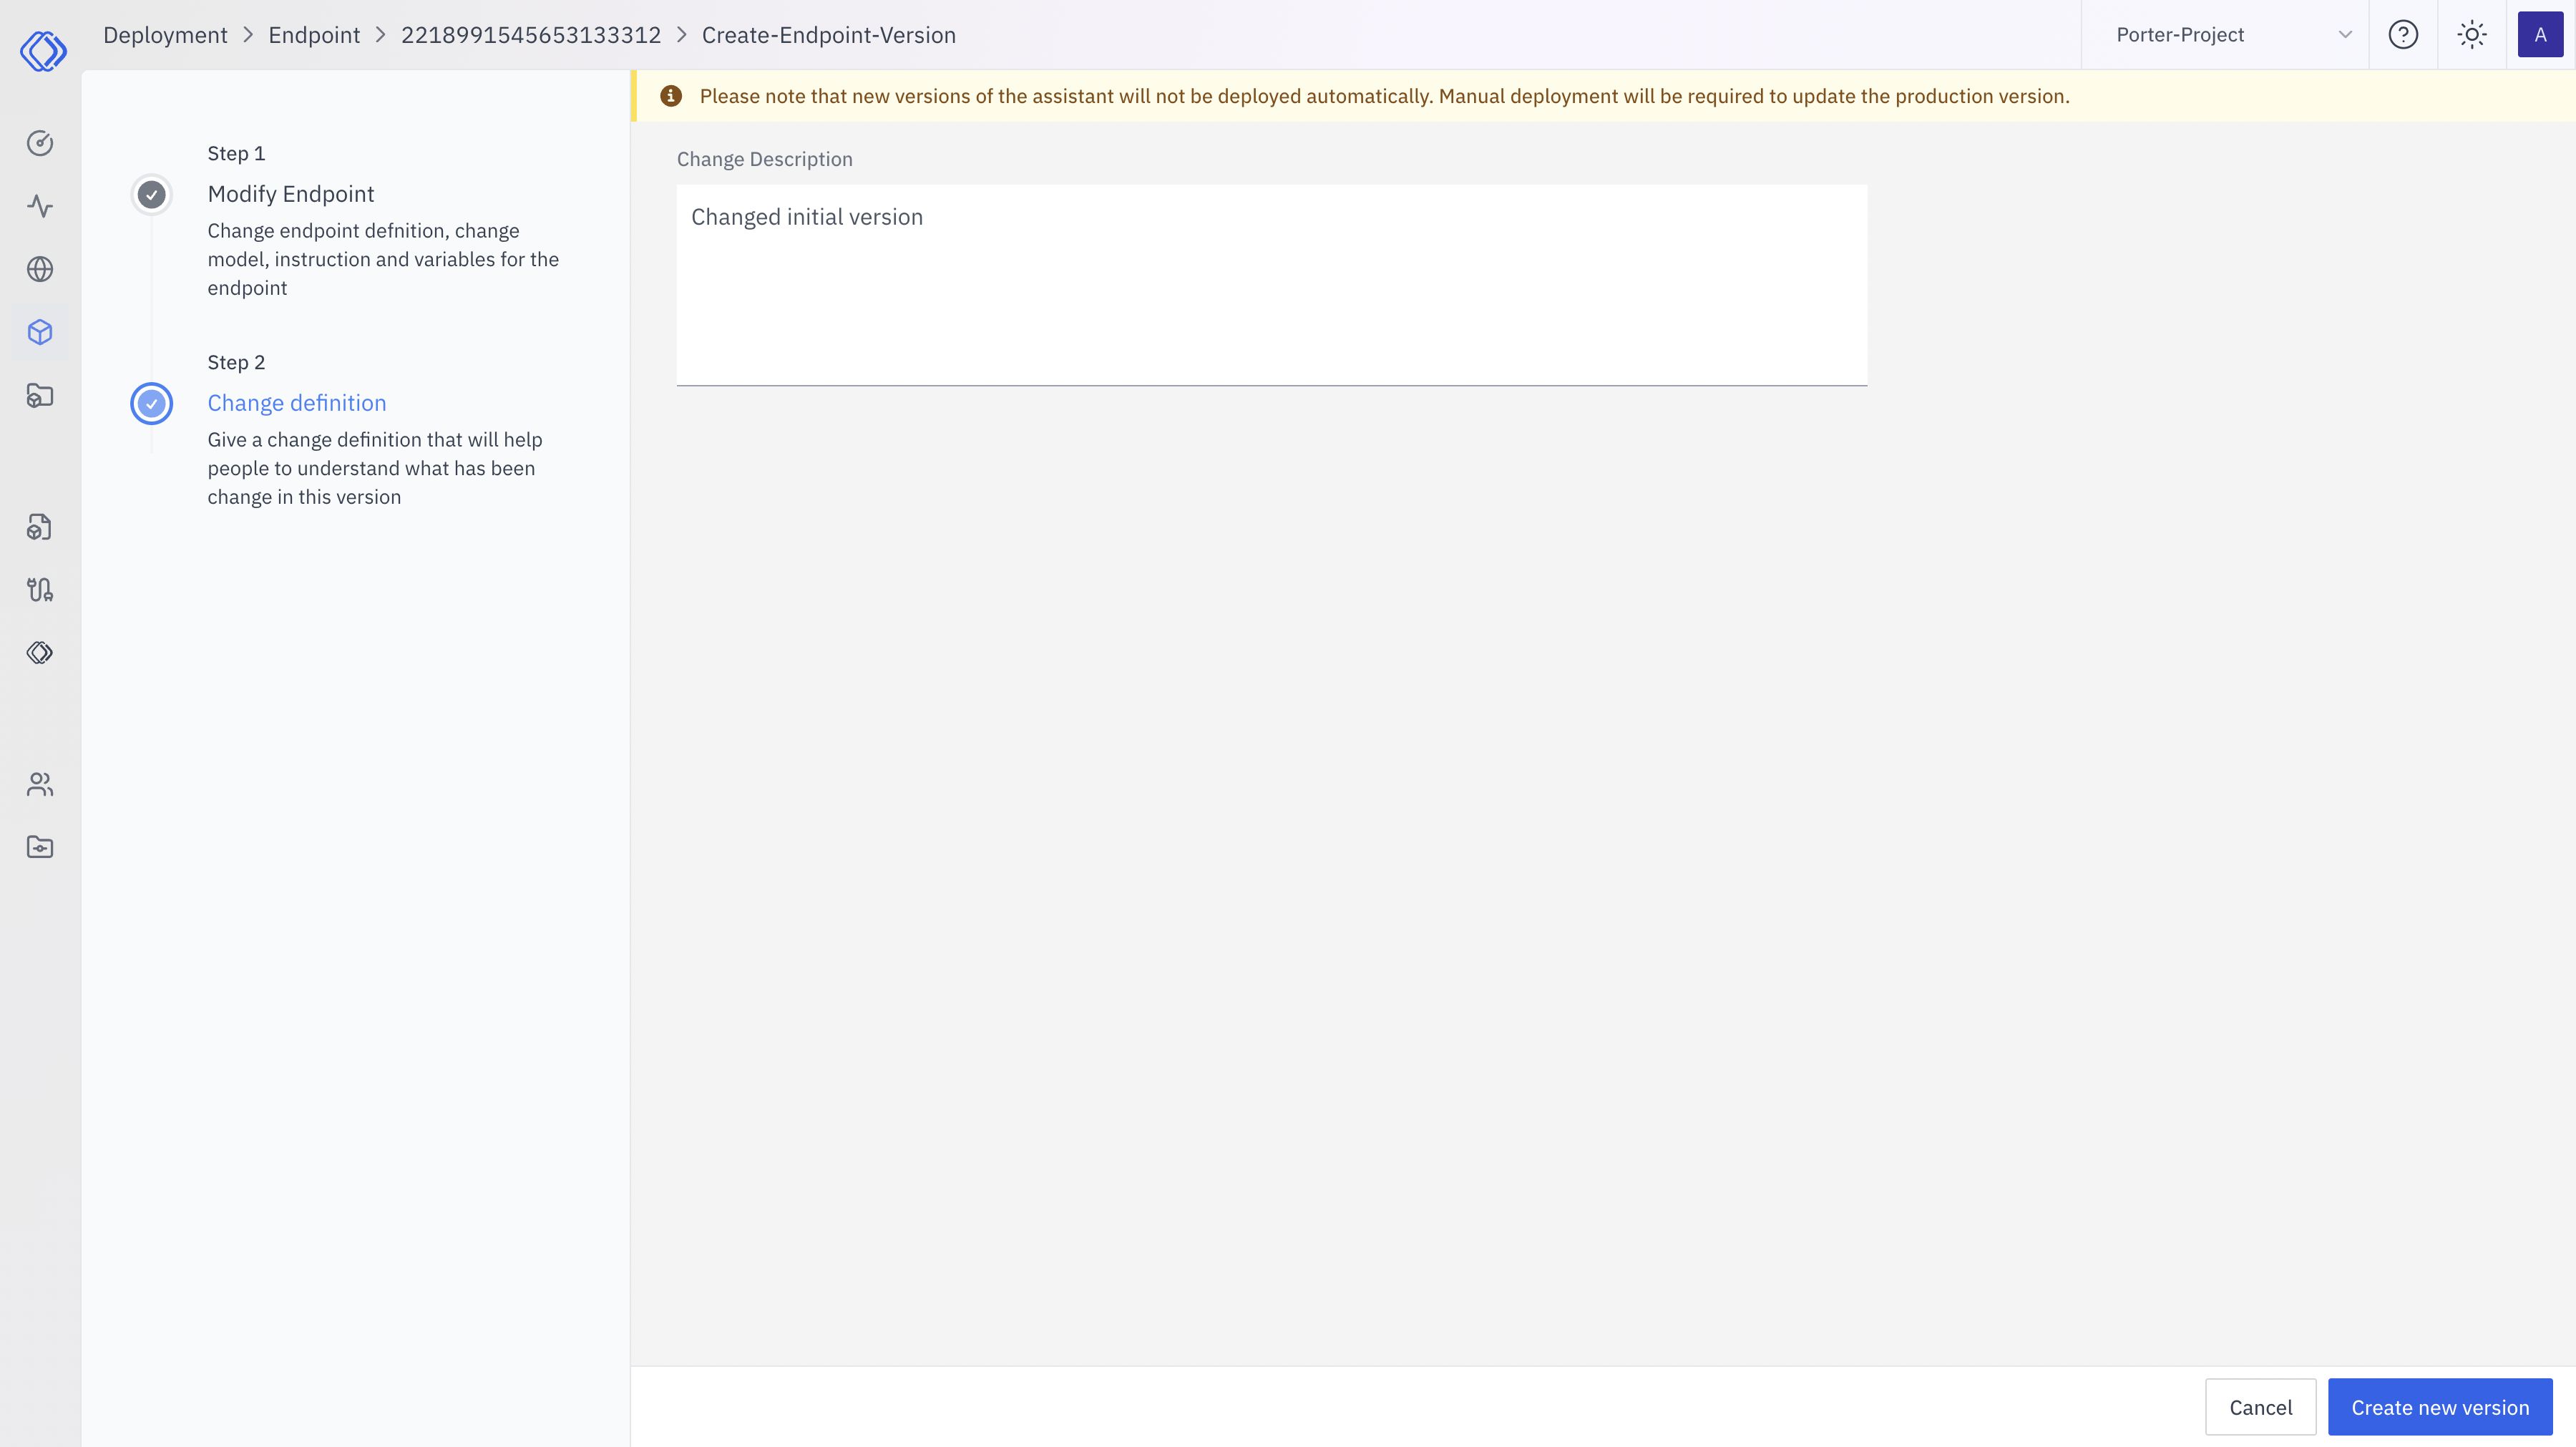 Deployment > Endpoint > 2218991545653133312 > Create-Endpoint-Version
Porter-Project
A
Step 1
Modify Endpoint
Change endpoint defnition, change
model, instruction and variables for the
endpoint
Step 2
Change definition
Give a change definition that will help
people to understand what has been
change in this version
Please note that new versions of the assistant will not be deployed automatically. Manual deployment will be required to update the production version.
Change Description
Changed initial version
Cancel
Create new version